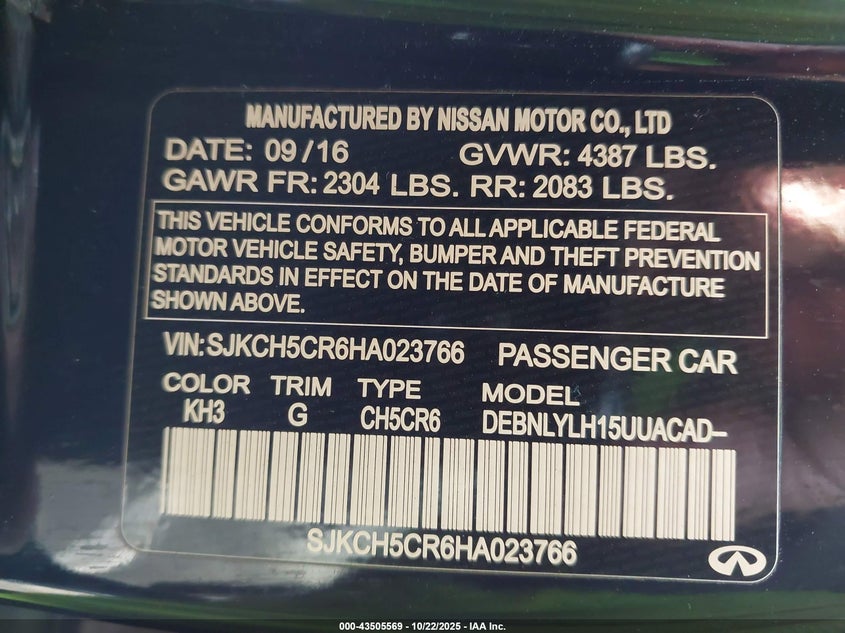 MANUFACTURED BY NISSAN MOTOR CO., LTD
DATE: 09/16 GVWR: 4387 LBS.
GAWR FR: 2304 LBS. RR: 2083 LBS.
THIS VEHICLE CONFORMS TO ALL APPLICABLE FEDERAL
MOTOR VEHICLE SAFETY, BUMPER AND THEFT PREVENTION
STANDARDS IN EFFECT ON THE DATE OF MANUFACTURE
SHOWN ABOVE.
VIN: SJKCH5CR6HA023766 PASSENGER CAR
COLOR TRIM TYPE MODEL
KH3 G CH5CR6 DEBNLYLH15UUACAD–
SJKCH5CR6HA023766
000-43505569 - 10/22/2025 - IAA Inc.